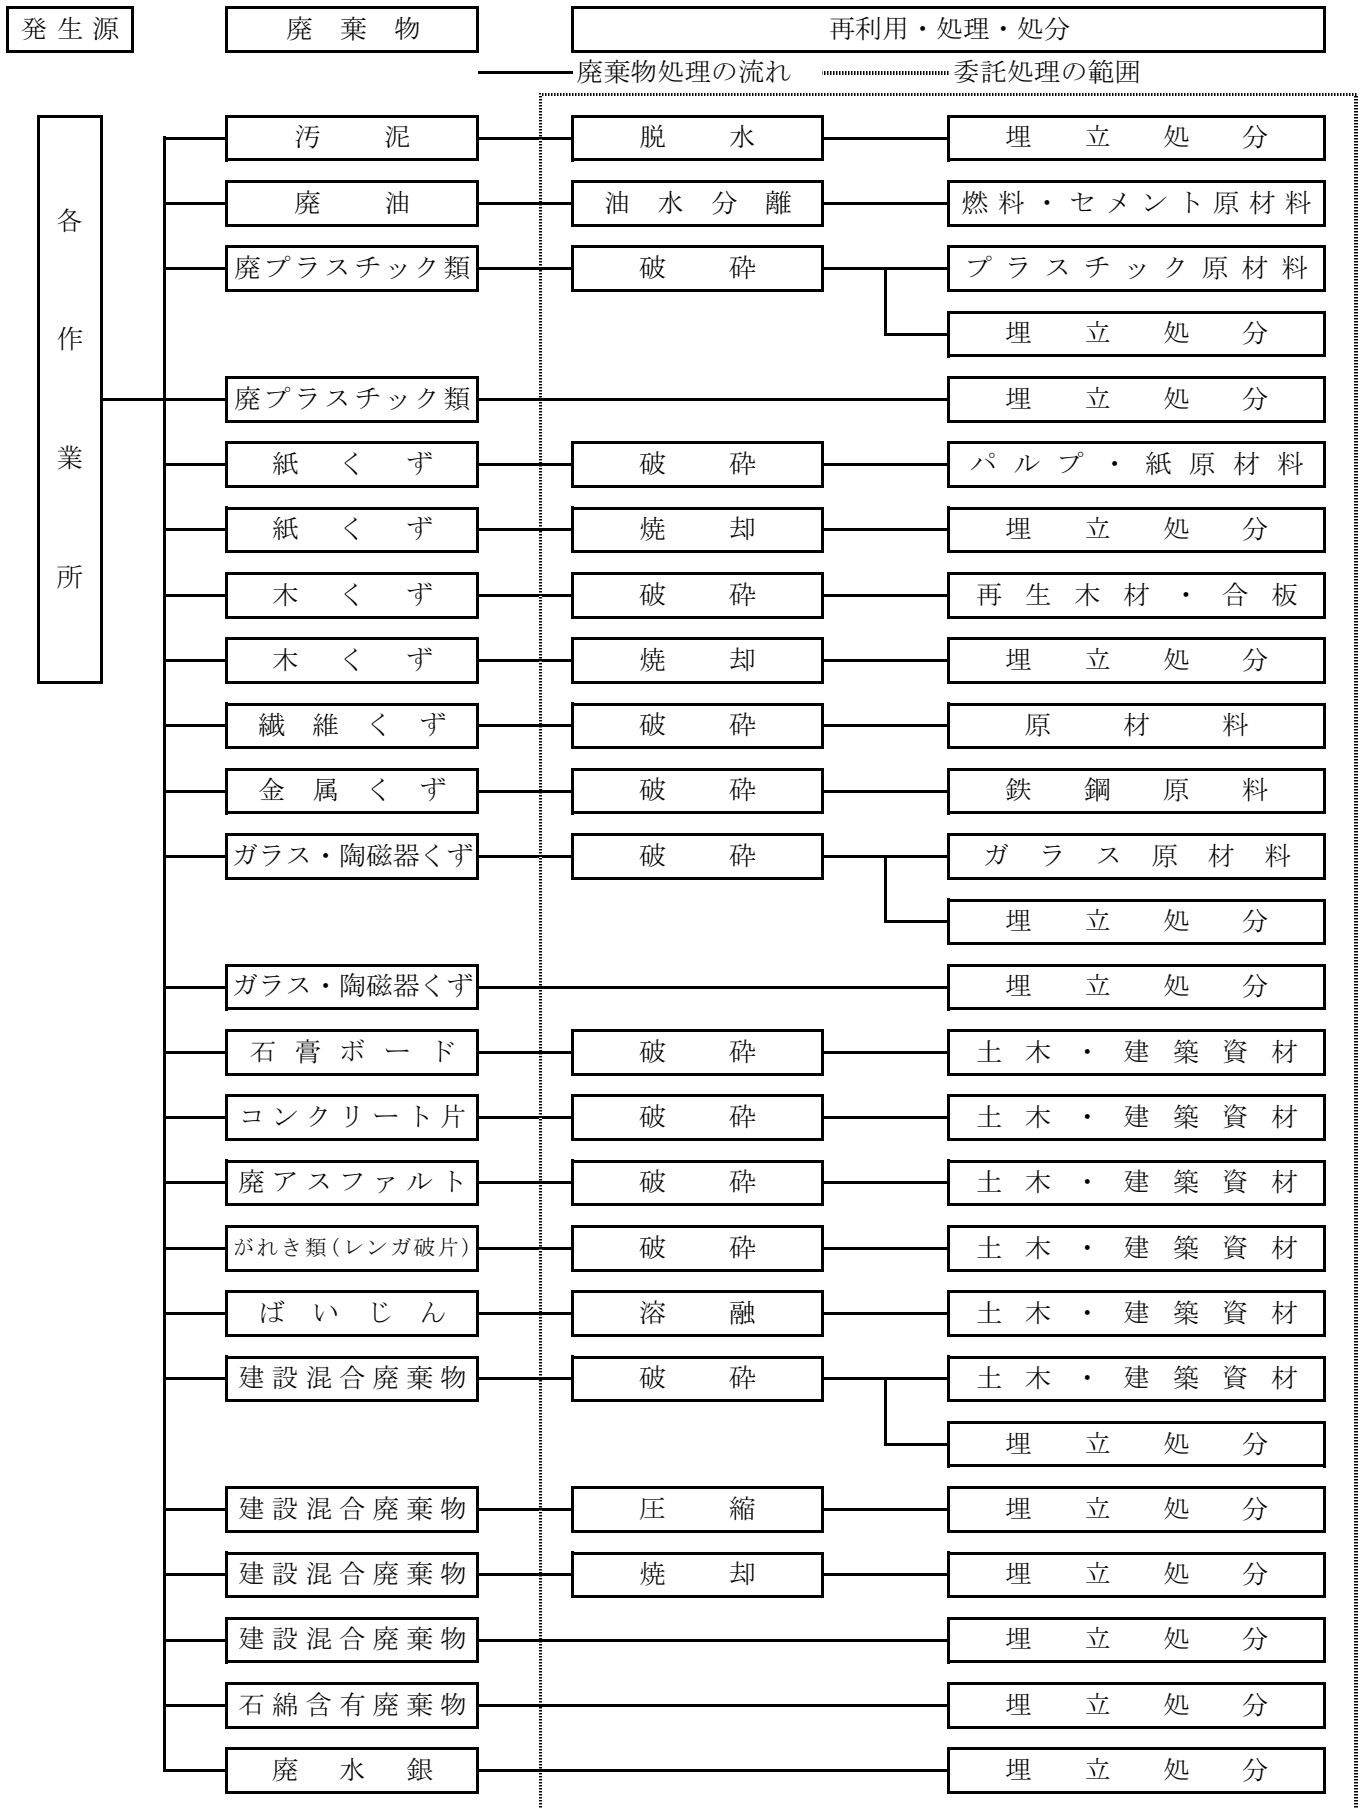 発生源 廃棄物 再利用・処理・処分
廃棄物処理の流れ 委託処理の範囲
各作業所
汚泥 脱水 埋立処分
廃油 油水分離 燃料・セメント原材料
廃プラスチック類 破砕 プラスチック原材料
埋立処分
廃プラスチック類 埋立処分
紙くず 破砕 パルプ・紙原材料
紙くず 焼却 埋立処分
木くず 破砕 再生木材・合板
木くず 焼却 埋立処分
繊維くず 破砕 原材料
金属くず 破砕 鉄鋼原料
ガラス・陶磁器くず 破砕 ガラス原材料
埋立処分
ガラス・陶磁器くず 埋立処分
石膏ボード 破砕 土木・建築資材
コンクリート片 破砕 土木・建築資材
廃アスファルト 破砕 土木・建築資材
がれき類(レンガ破片) 破砕 土木・建築資材
ばいじん 溶融 土木・建築資材
建設混合廃棄物 破砕 土木・建築資材
埋立処分
建設混合廃棄物 圧縮 埋立処分
建設混合廃棄物 焼却 埋立処分
建設混合廃棄物 埋立処分
石綿含有廃棄物 埋立処分
廃水銀 埋立処分